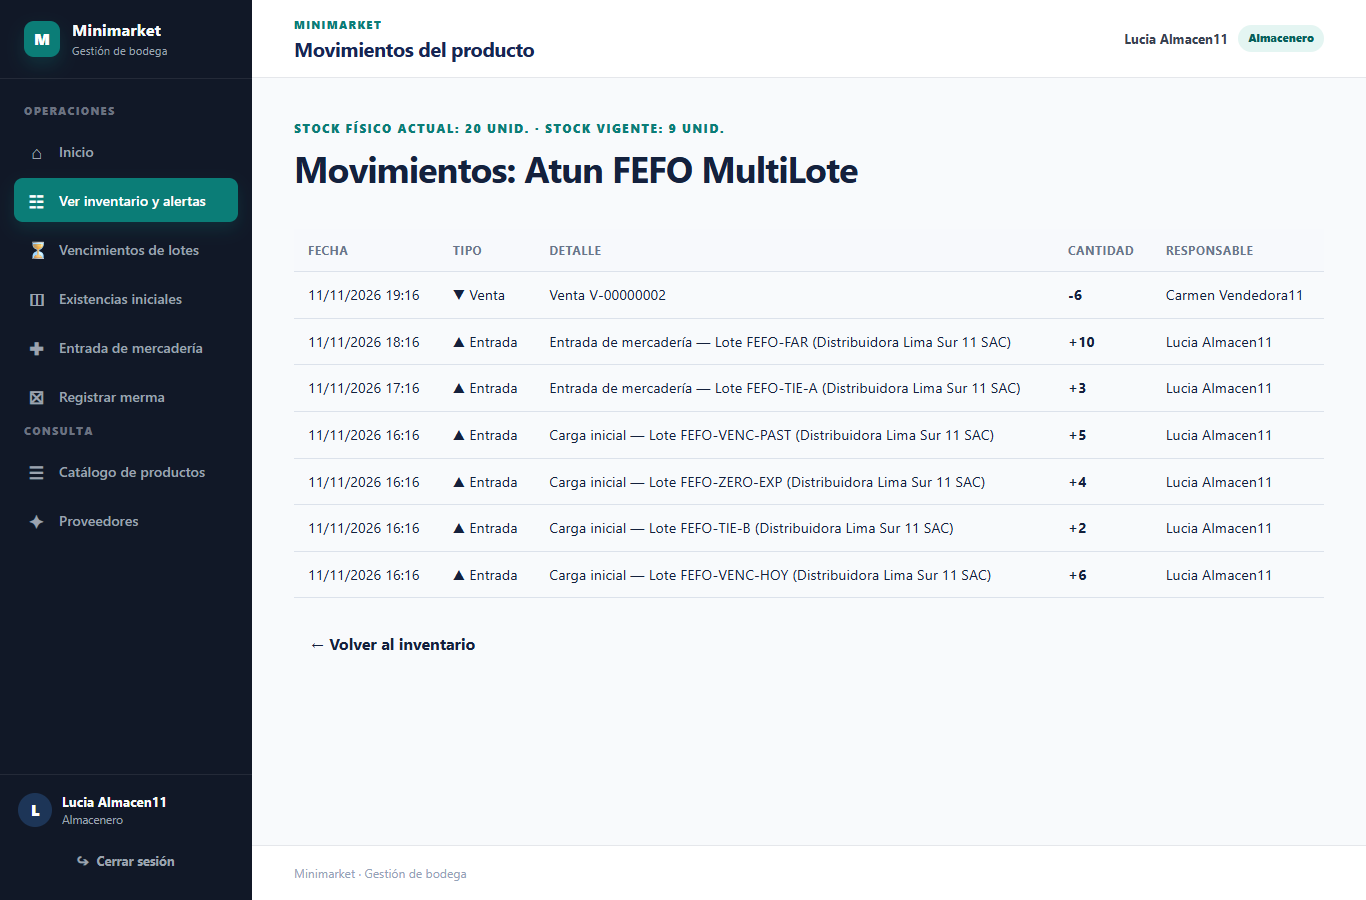 M
Minimarket
Gestión de bodega
OPERACIONES
Inicio
Ver inventario y alertas
Vencimientos de lotes
Existencias iniciales
Entrada de mercadería
Registrar merma
CONSULTA
Catálogo de productos
Proveedores
L
Lucia Almacen11
Almacenero
Cerrar sesión
MINIMARKET
Movimientos del producto
Lucia Almacen11 Almacenero
STOCK FÍSICO ACTUAL: 20 UNID. · STOCK VIGENTE: 9 UNID.
Movimientos: Atun FEFO MultiLote
FECHA TIPO DETALLE CANTIDAD RESPONSABLE
11/11/2026 19:16 ▼ Venta Venta V-00000002 -6 Carmen Vendedora11
11/11/2026 18:16 ▲ Entrada Entrada de mercadería — Lote FEFO-FAR (Distribuidora Lima Sur 11 SAC) +10 Lucia Almacen11
11/11/2026 17:16 ▲ Entrada Entrada de mercadería — Lote FEFO-TIE-A (Distribuidora Lima Sur 11 SAC) +3 Lucia Almacen11
11/11/2026 16:16 ▲ Entrada Carga inicial — Lote FEFO-VENC-PAST (Distribuidora Lima Sur 11 SAC) +5 Lucia Almacen11
11/11/2026 16:16 ▲ Entrada Carga inicial — Lote FEFO-ZERO-EXP (Distribuidora Lima Sur 11 SAC) +4 Lucia Almacen11
11/11/2026 16:16 ▲ Entrada Carga inicial — Lote FEFO-TIE-B (Distribuidora Lima Sur 11 SAC) +2 Lucia Almacen11
11/11/2026 16:16 ▲ Entrada Carga inicial — Lote FEFO-VENC-HOY (Distribuidora Lima Sur 11 SAC) +6 Lucia Almacen11
← Volver al inventario
Minimarket · Gestión de bodega